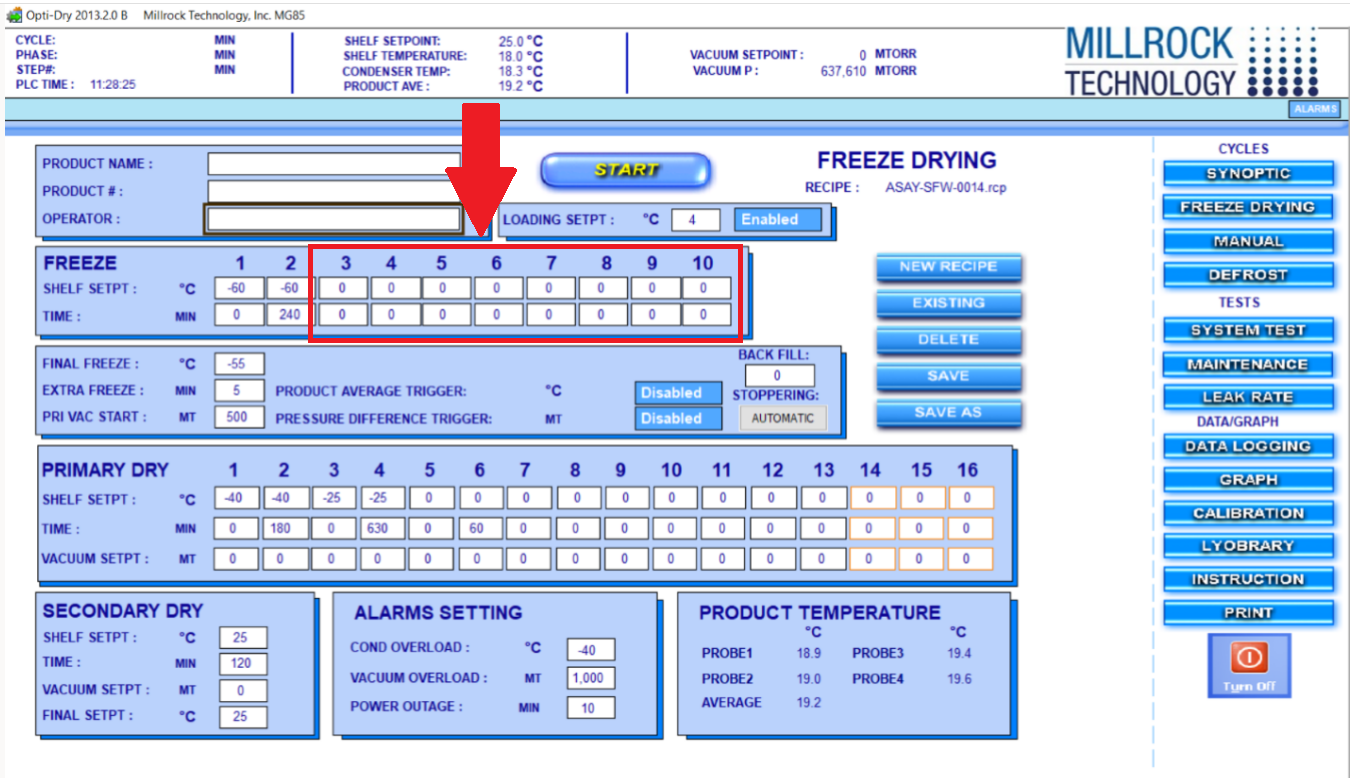 Opti-Dry 2013.2.0 B Millrock Technology, Inc. MG85
CYCLE: MIN
PHASE: MIN
STEP#: MIN
PLC TIME : 11:28:25
SHELF SETPOINT: 25.0 °C
SHELF TEMPERATURE: 18.0 °C
CONDENSER TEMP: 18.3 °C
PRODUCT AVE : 19.2 °C
VACUUM SETPOINT : 0 MTORR
VACUUM P : 637,610 MTORR
MILLROCK
TECHNOLOGY
ALARMS
PRODUCT NAME :
PRODUCT # :
OPERATOR :
START
LOADING SETPT : °C 4 Enabled
FREEZE DRYING
RECIPE : ASAY-SFW-0014.rcp
FREEZE 1 2 3 4 5 6 7 8 9 10
SHELF SETPT : °C -60 -60 0 0 0 0 0 0 0 0
TIME : MIN 0 240 0 0 0 0 0 0 0 0
NEW RECIPE
EXISTING
DELETE
SAVE
SAVE AS
FINAL FREEZE : °C -55
EXTRA FREEZE : MIN 5 PRODUCT AVERAGE TRIGGER: °C Disabled
PRI VAC START : MT 500 PRESSURE DIFFERENCE TRIGGER: MT Disabled
BACK FILL:
0
STOPPERING:
AUTOMATIC
PRIMARY DRY 1 2 3 4 5 6 7 8 9 10 11 12 13 14 15 16
SHELF SETPT : °C -40 -40 -25 -25 0 0 0 0 0 0 0 0 0 0 0 0
TIME : MIN 0 180 0 630 0 60 0 0 0 0 0 0 0 0 0 0
VACUUM SETPT : MT 0 0 0 0 0 0 0 0 0 0 0 0 0 0 0 0
SECONDARY DRY
SHELF SETPT : °C 25
TIME : MIN 120
VACUUM SETPT : MT 0
FINAL SETPT : °C 25
ALARMS SETTING
COND OVERLOAD : °C -40
VACUUM OVERLOAD : MT 1,000
POWER OUTAGE : MIN 10
PRODUCT TEMPERATURE
°C °C
PROBE1 18.9 PROBE3 19.4
PROBE2 19.0 PROBE4 19.6
AVERAGE 19.2
CYCLES
SYNOPTIC
FREEZE DRYING
MANUAL
DEFROST
TESTS
SYSTEM TEST
MAINTENANCE
LEAK RATE
DATA/GRAPH
DATA LOGGING
GRAPH
CALIBRATION
LYOBRARY
INSTRUCTION
PRINT
Turn Off